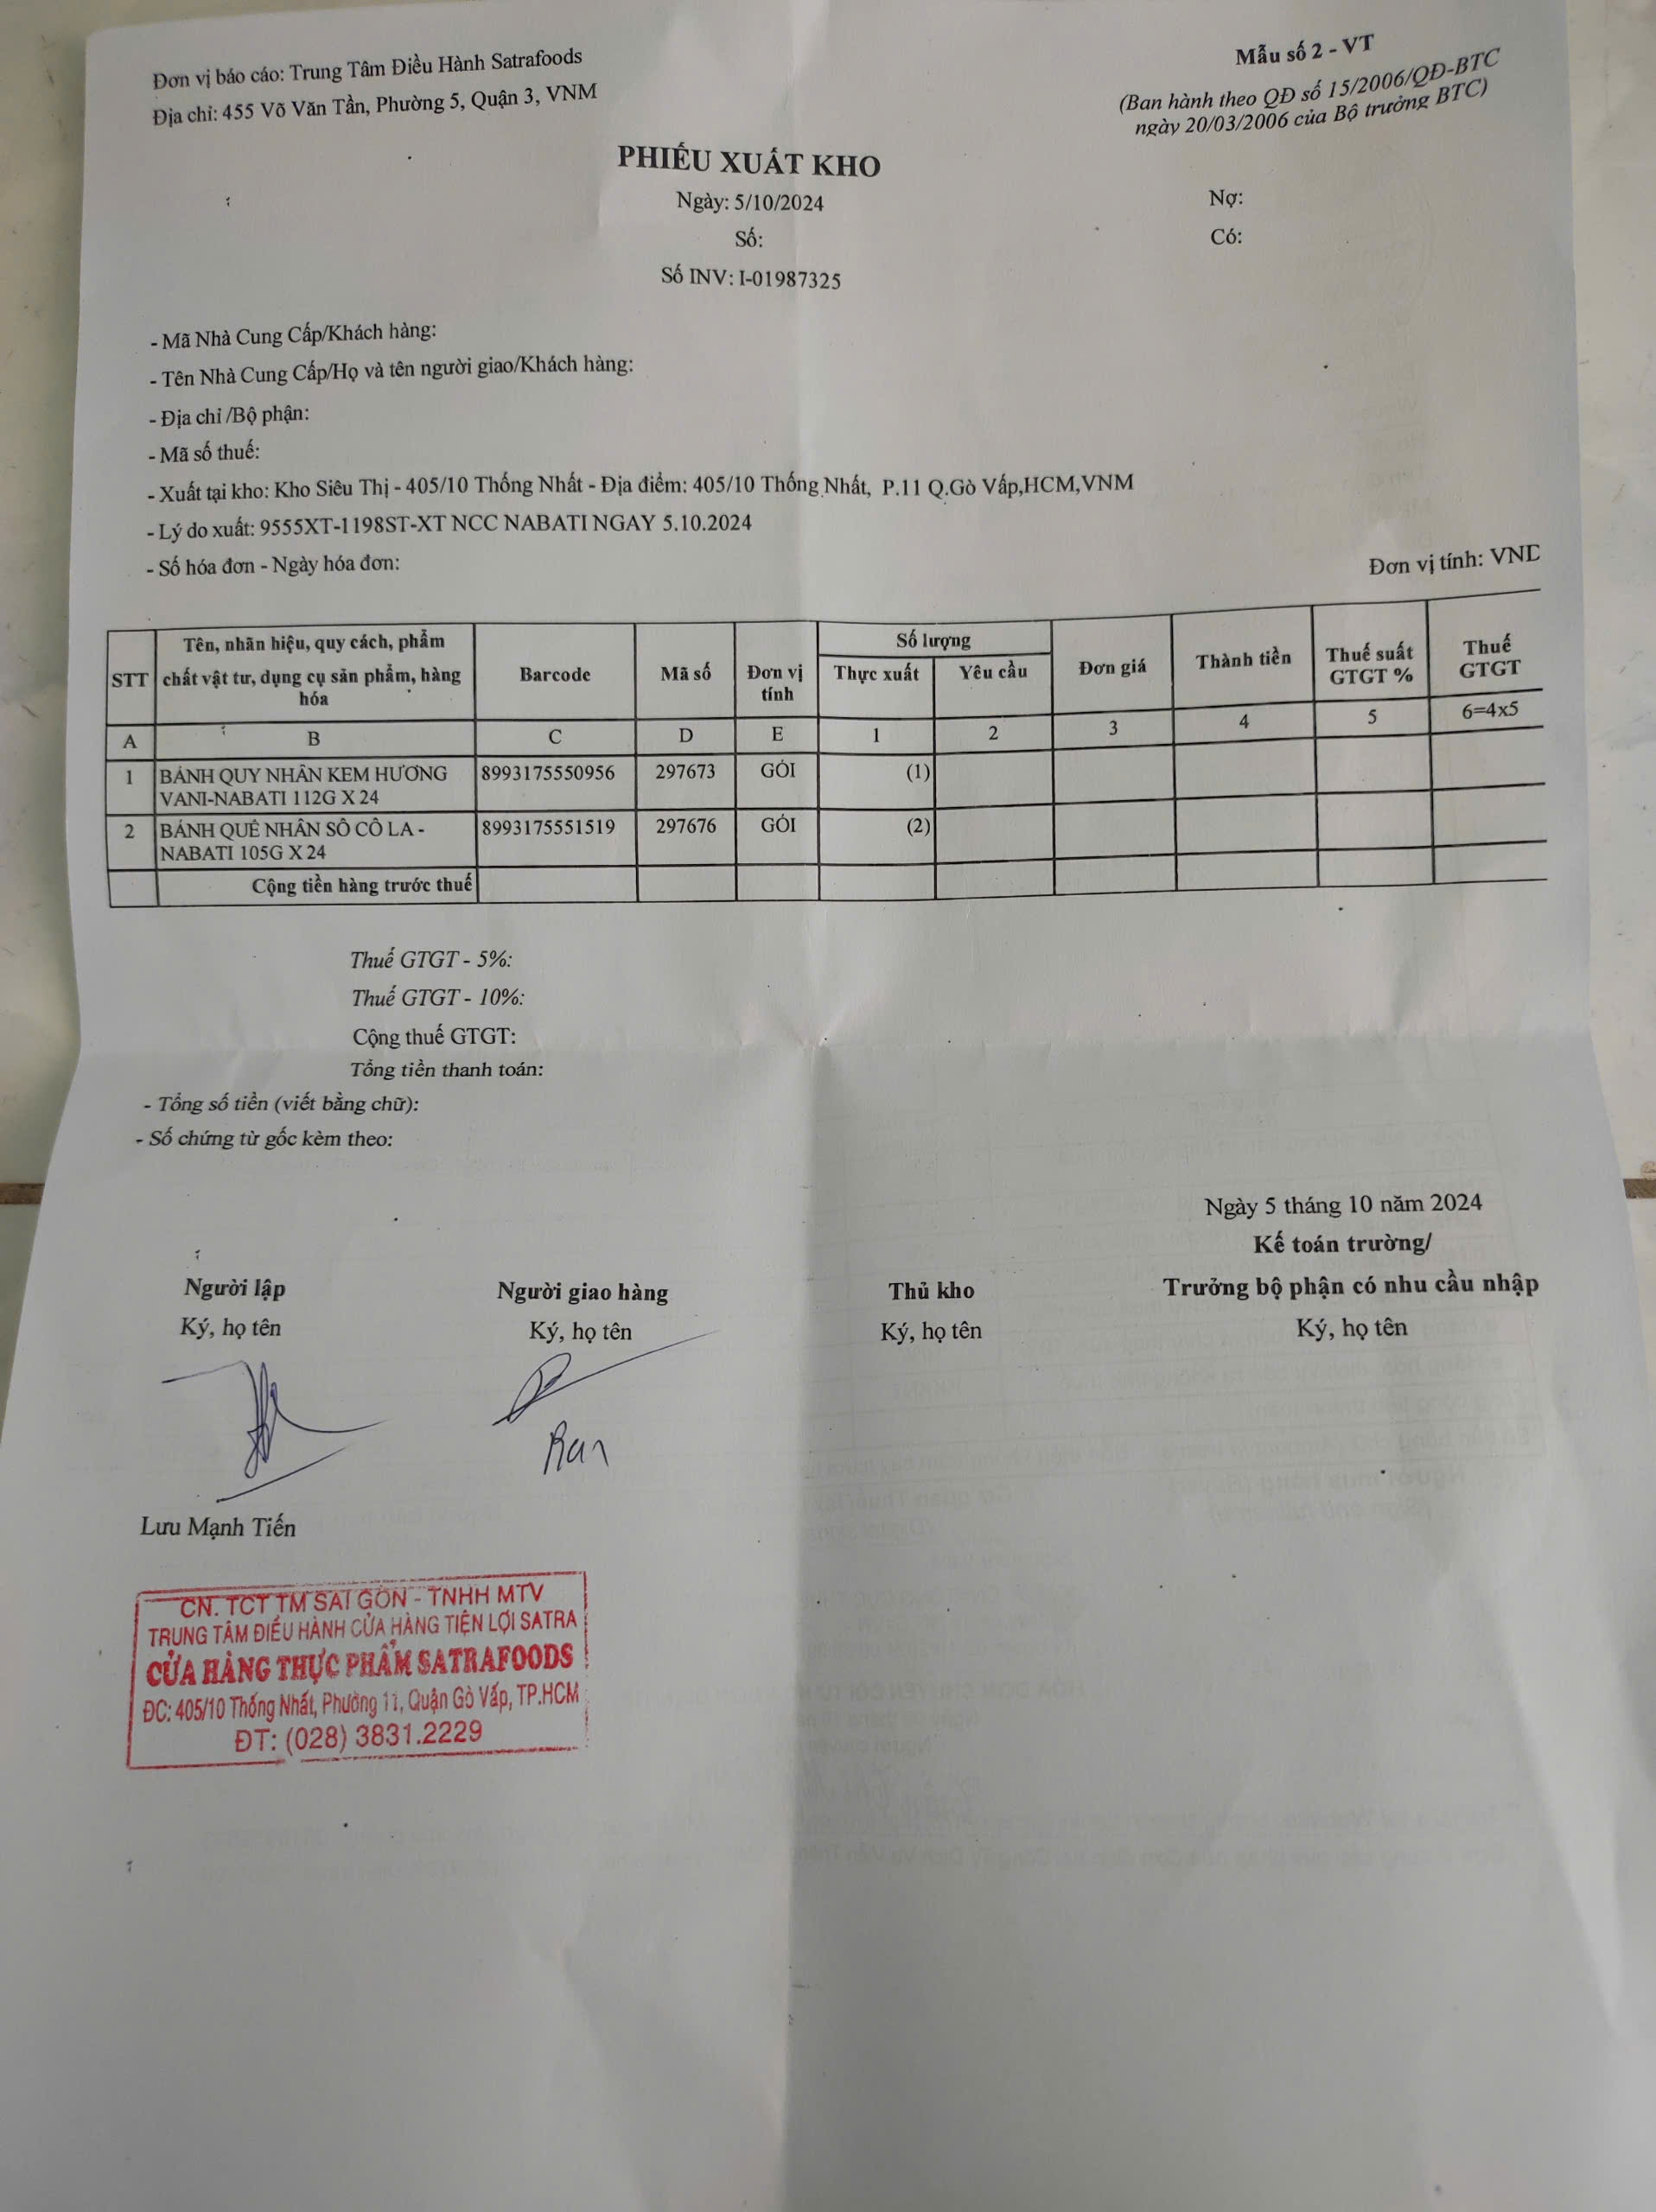 Đơn vị báo cáo: Trung Tâm Điều Hành Satrafoods
Địa chỉ: 455 Võ Văn Tần, Phường 5, Quận 3, VNM
Mẫu số 2 - VT
(Ban hành theo QĐ số 15/2006/QĐ-BTC
ngày 20/03/2006 của Bộ trưởng BTC)
PHIẾU XUẤT KHO
Ngày: 5/10/2024
Số:
Số INV: I-01987325
Nợ:
Có:
- Mã Nhà Cung Cấp/Khách hàng:
- Tên Nhà Cung Cấp/Họ và tên người giao/Khách hàng:
- Địa chỉ /Bộ phận:
- Mã số thuế:
- Xuất tại kho: Kho Siêu Thị - 405/10 Thống Nhất - Địa điểm: 405/10 Thống Nhất, P.11 Q.Gò Vấp,HCM,VNM
- Lý do xuất: 9555XT-1198ST-XT NCC NABATI NGAY 5.10.2024
- Số hóa đơn - Ngày hóa đơn:
Đơn vị tính: VND
STT Tên, nhãn hiệu, quy cách, phẩm chất vật tư, dụng cụ sản phẩm, hàng hóa Barcode Mã số Đơn vị tính Số lượng Thực xuất Yêu cầu Đơn giá Thành tiền Thuế suất GTGT % Thuế GTGT
A B C D E 1 2 3 4 5 6=4x5
1 BÁNH QUY NHÂN KEM HƯƠNG 8993175550956 297673 GÓI (1)
VANI-NABATI 112G X 24
2 BÁNH QUẾ NHÂN SÔ CÔ LA - 8993175551519 297676 GÓI (2)
NABATI 105G X 24
Cộng tiền hàng trước thuế
Thuế GTGT - 5%:
Thuế GTGT - 10%:
Cộng thuế GTGT:
Tổng tiền thanh toán:
- Tổng số tiền (viết bằng chữ):
- Số chứng từ gốc kèm theo:
Ngày 5 tháng 10 năm 2024
Kế toán trưởng/
Người lập Người giao hàng Thủ kho Trưởng bộ phận có nhu cầu nhập
Ký, họ tên Ký, họ tên Ký, họ tên Ký, họ tên
Lưu Mạnh Tiến
CN. TCT TM SÀI GÒN - TNHH MTV
TRUNG TÂM ĐIỀU HÀNH CỬA HÀNG TIỆN LỢI SATRA
CỬA HÀNG THỰC PHẨM SATRAFOODS
ĐC: 405/10 Thống Nhất, Phường 11, Quận Gò Vấp, TP.HCM
ĐT: (028) 3831.2229